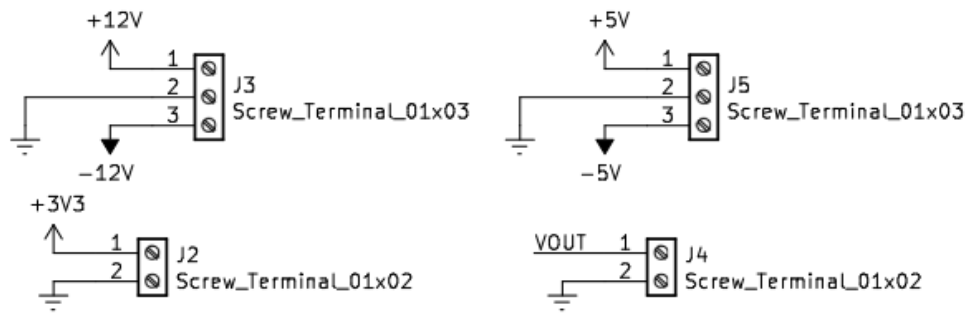 +12V
1
2
3
J3
Screw_Terminal_01x03
-12V
+5V
1
2
3
J5
Screw_Terminal_01x03
-5V
+3V3
1
2
J2
Screw_Terminal_01x02
VOUT
1
2
J4
Screw_Terminal_01x02